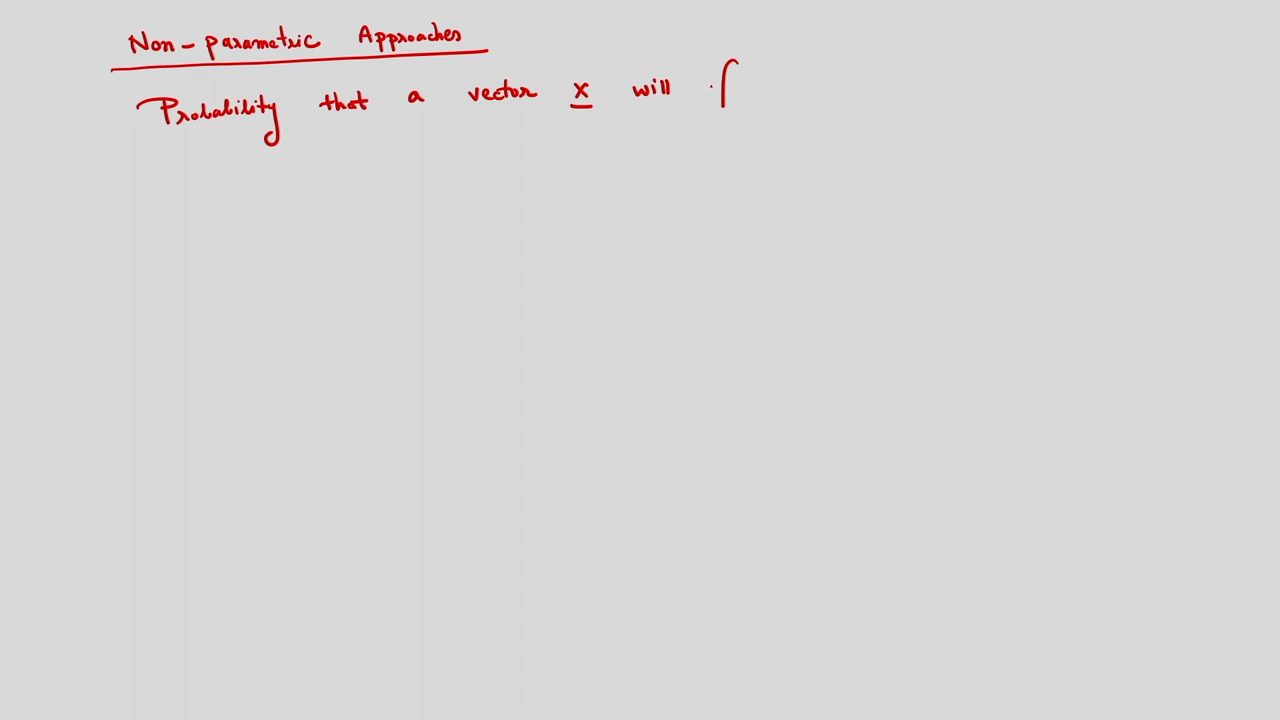 Non-parametric Approaches
Probability that a vector x will